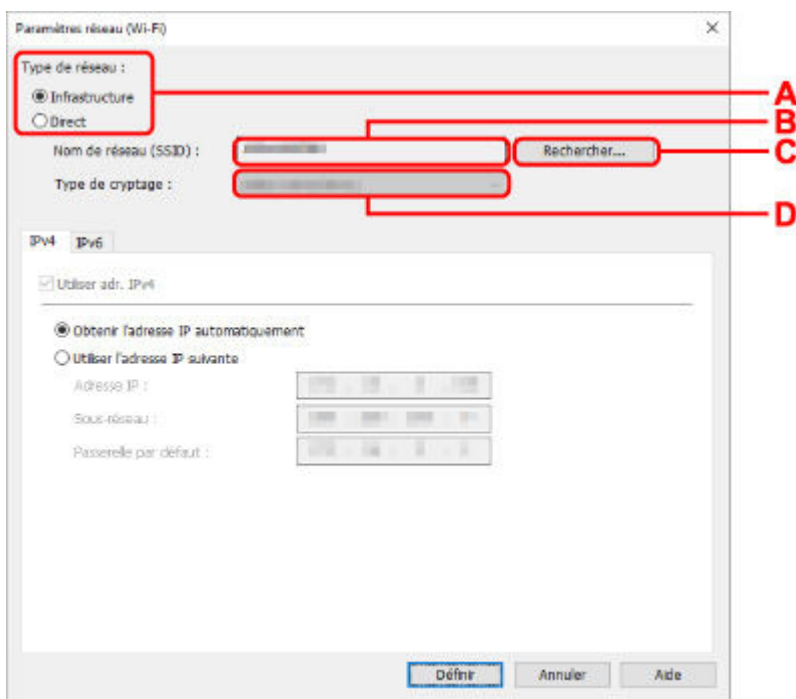 Paramètres réseau (Wi-Fi)
Type de réseau :
Infrastructure
Direct
A
Nom de réseau (SSID) :
B
Rechercher...
C
Type de cryptage :
D
IPv4 IPv6
Utiliser adr. IPv4
Obtenir l'adresse IP automatiquement
Utiliser l'adresse IP suivante
Adresse IP :
Sous-réseau :
Passerelle par défaut :
Définir Annuler Aide